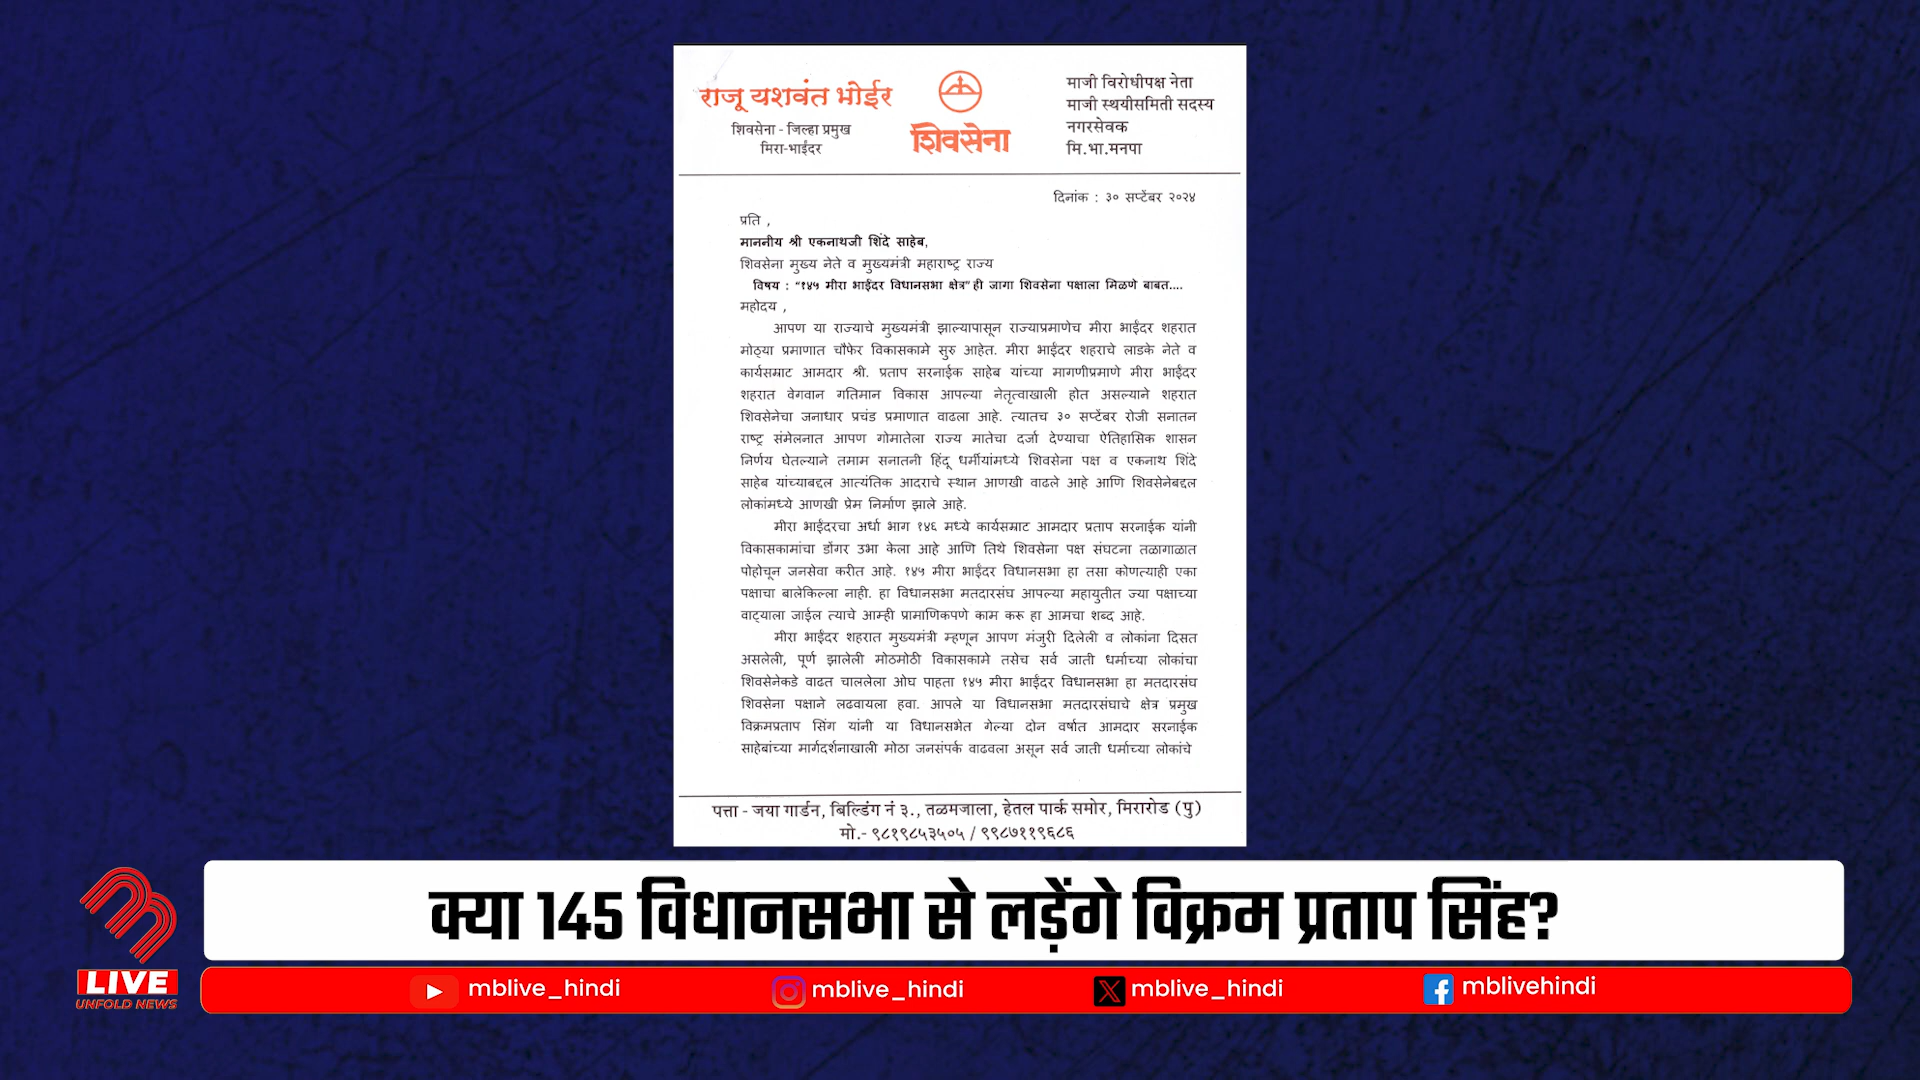 राजू यशवंत भोईर
शिवसेना - जिल्हा प्रमुख
मिरा-भाईंदर
शिवसेना
माजी विरोधीपक्ष नेता
माजी स्थयीसमिती सदस्य
नगरसेवक
मि.भा.मनपा
दिनांक : ३० सप्टेंबर २०२४
प्रति ,
माननीय श्री एकनाथजी शिंदे साहेब,
शिवसेना मुख्य नेते व मुख्यमंत्री महाराष्ट्र राज्य
विषय : "१४५ मीरा भाईंदर विधानसभा क्षेत्र" ही जागा शिवसेना पक्षाला मिळणे बाबत....
महोदय ,
आपण या राज्याचे मुख्यमंत्री झाल्यापासून राज्याप्रमाणेच मीरा भाईंदर शहरात
मोठ्या प्रमाणात चौफेर विकासकामे सुरु आहेत. मीरा भाईंदर शहराचे लाडके नेते व
कार्यसम्राट आमदार श्री. प्रताप सरनाईक साहेब यांच्या मागणीप्रमाणे मीरा भाईंदर
शहरात वेगवान गतिमान विकास आपल्या नेतृत्वाखाली होत असल्याने शहरात
शिवसेनेचा जनाधार प्रचंड प्रमाणात वाढला आहे. त्यातच ३० सप्टेंबर रोजी सनातन
राष्ट्र संमेलनात आपण गोमातेला राज्य मातेचा दर्जा देण्याचा ऐतिहासिक शासन
निर्णय घेतल्याने तमाम सनातनी हिंदू धर्मीयांमध्ये शिवसेना पक्ष व एकनाथ शिंदे
साहेब यांच्याबद्दल आत्यंतिक आदराचे स्थान आणखी वाढले आहे आणि शिवसेनेबद्दल
लोकांमध्ये आणखी प्रेम निर्माण झाले आहे.
मीरा भाईंदरचा अर्धा भाग १४६ मध्ये कार्यसम्राट आमदार प्रताप सरनाईक यांनी
विकासकामांचा डोंगर उभा केला आहे आणि तिथे शिवसेना पक्ष संघटना तळागाळात
पोहोचून जनसेवा करीत आहे. १४५ मीरा भाईंदर विधानसभा हा तसा कोणत्याही एका
पक्षाचा बालेकिल्ला नाही. हा विधानसभा मतदारसंघ आपल्या महायुतीत ज्या पक्षाच्या
वाट्याला जाईल त्याचे आम्ही प्रामाणिकपणे काम करू हा आमचा शब्द आहे.
मीरा भाईंदर शहरात मुख्यमंत्री म्हणून आपण मंजुरी दिलेली व लोकांना दिसत
असलेली, पूर्ण झालेली मोठमोठी विकासकामे तसेच सर्व जाती धर्माच्या लोकांचा
शिवसेनेकडे वाढत चाललेला ओघ पाहता १४५ मीरा भाईंदर विधानसभा हा मतदारसंघ
शिवसेना पक्षाने लढवायला हवा. आपले या विधानसभा मतदारसंघाचे क्षेत्र प्रमुख
विक्रमप्रताप सिंग यांनी या विधानसभेत गेल्या दोन वर्षात आमदार सरनाईक
साहेबांच्या मार्गदर्शनाखाली मोठा जनसंपर्क वाढवला असून सर्व जाती धर्माच्या लोकांचे
पत्ता - जया गार्डन, बिल्डिंग नं ३., तळमजाला, हेतल पार्क समोर, मिरारोड (पु)
मो.- ९८१९८५३५०५ / ९९८७११९६८६
क्या 145 विधानसभा से लड़ेंगे विक्रम प्रताप सिंह?
LIVE
UNFOLD NEWS
mblive_hindi
mblive_hindi
mblive_hindi
mblivehindi